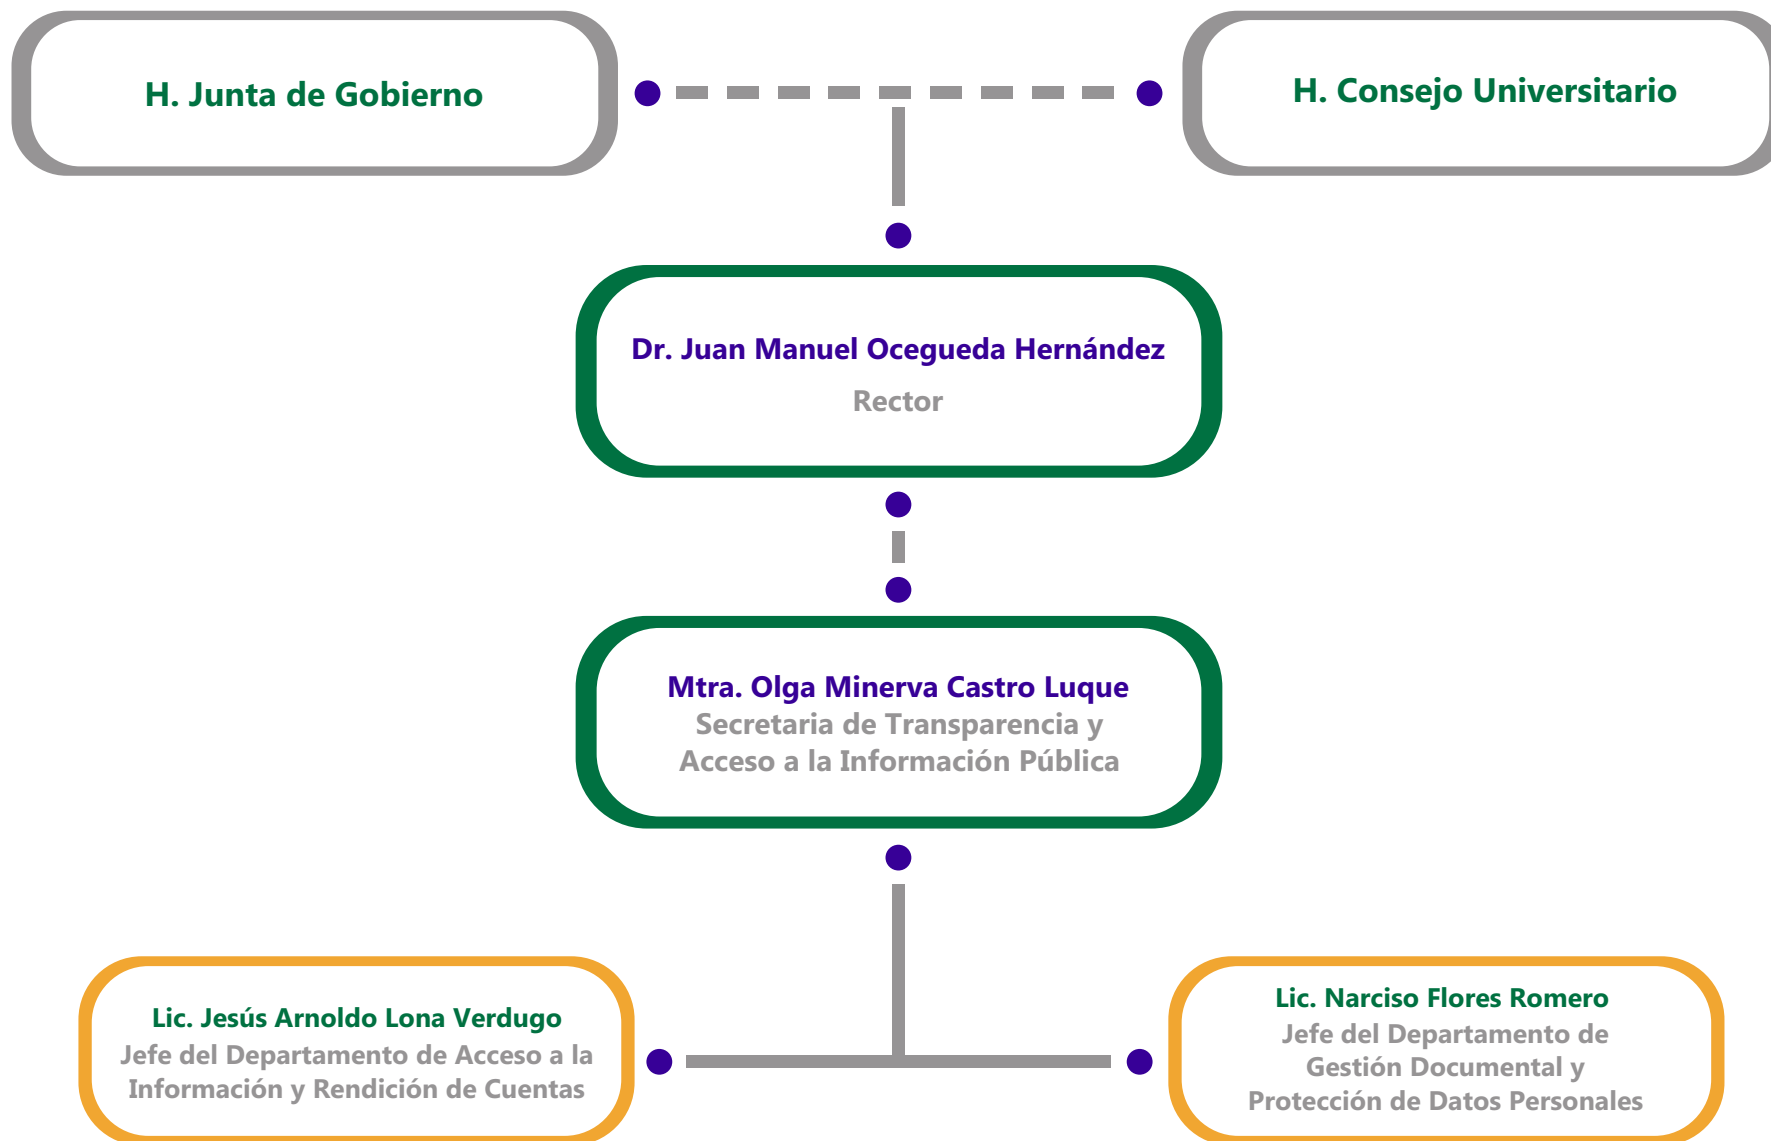 H. Junta de Gobierno
H. Consejo Universitario
Dr. Juan Manuel Ocegueda Hernández
Rector
Mtra. Olga Minerva Castro Luque
Secretaria de Transparencia y
Acceso a la Información Pública
Lic. Jesús Arnoldo Lona Verdugo
Jefe del Departamento de Acceso a la
Información y Rendición de Cuentas
Lic. Narciso Flores Romero
Jefe del Departamento de
Gestión Documental y
Protección de Datos Personales